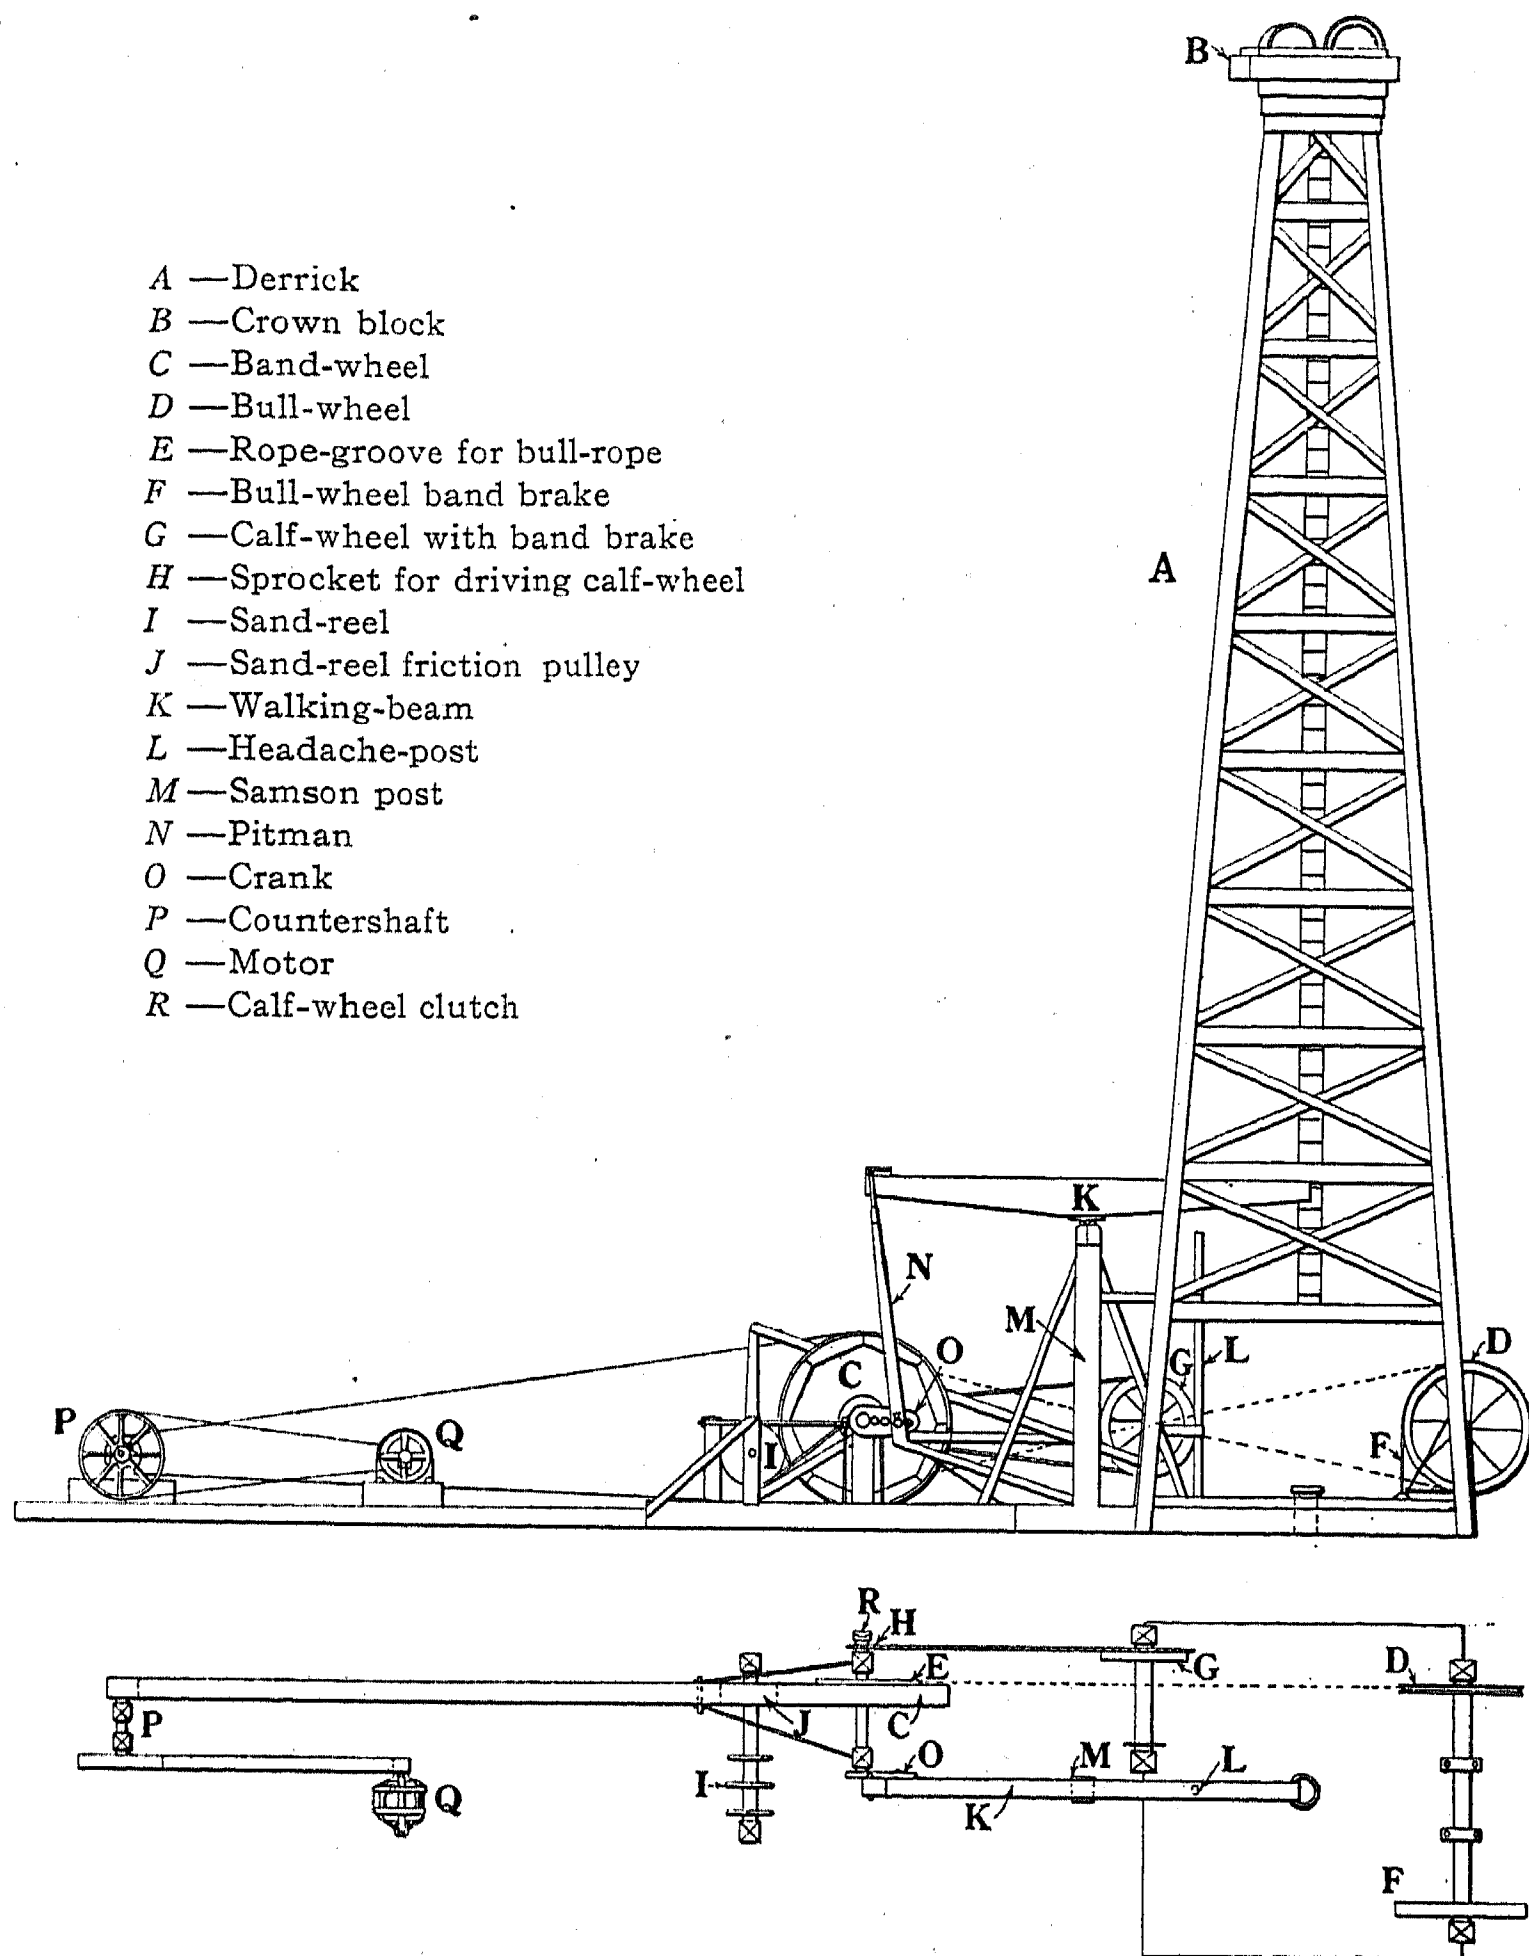 B
A —Derrick
B —Crown block
C —Band-wheel
D —Bull-wheel
E —Rope-groove for bull-rope
F —Bull-wheel band brake
G —Calf-wheel with band brake
H —Sprocket for driving calf-wheel
I —Sand-reel
J —Sand-reel friction pulley
K —Walking-beam
L —Headache-post
M —Samson post
N —Pitman
O —Crank
P —Countershaft
Q —Motor
R —Calf-wheel clutch
A
K
N
M
O
G
L
D
C
P
Q
I
F
R
H
E
G
D
P
J
C
O
M
L
I
Q
K
F